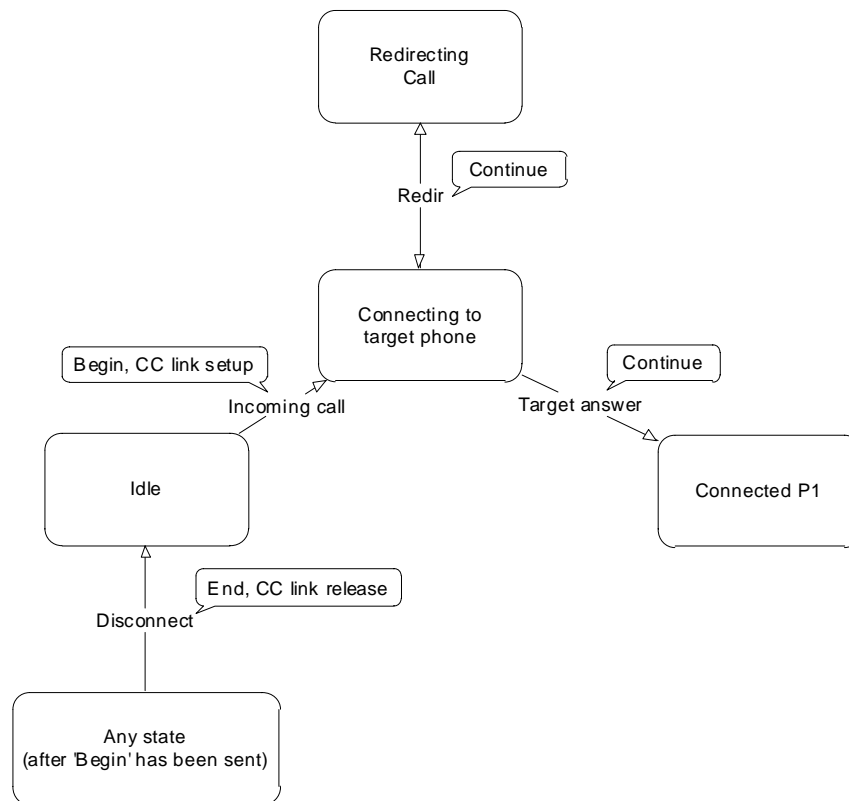 Redirecting
Call
Continue
Redir
Connecting to
target phone
Begin, CC link setup
Continue
Incoming call
Target answer
Idle
Connected P1
End, CC link release
Disconnect
Any state
(after 'Begin' has been sent)